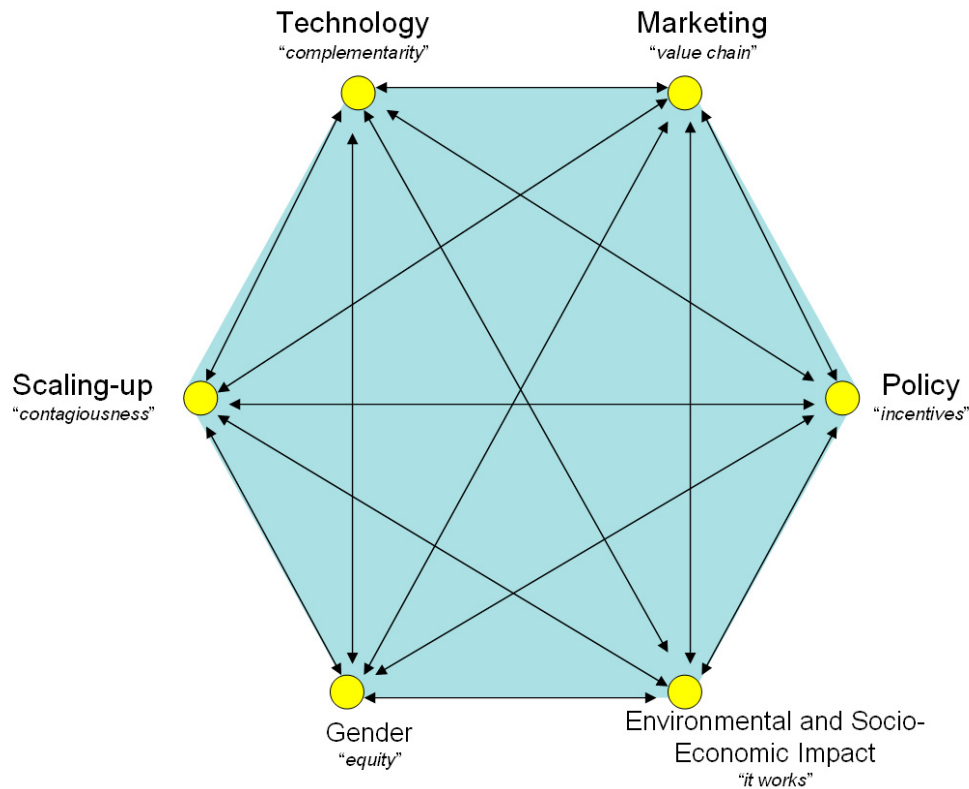 Technology
“complementarity”
Marketing
“value chain”
Scaling-up
“contagiousness”
Policy
“incentives”
Gender
“equity”
Environmental and Socio-
Economic Impact
“it works”